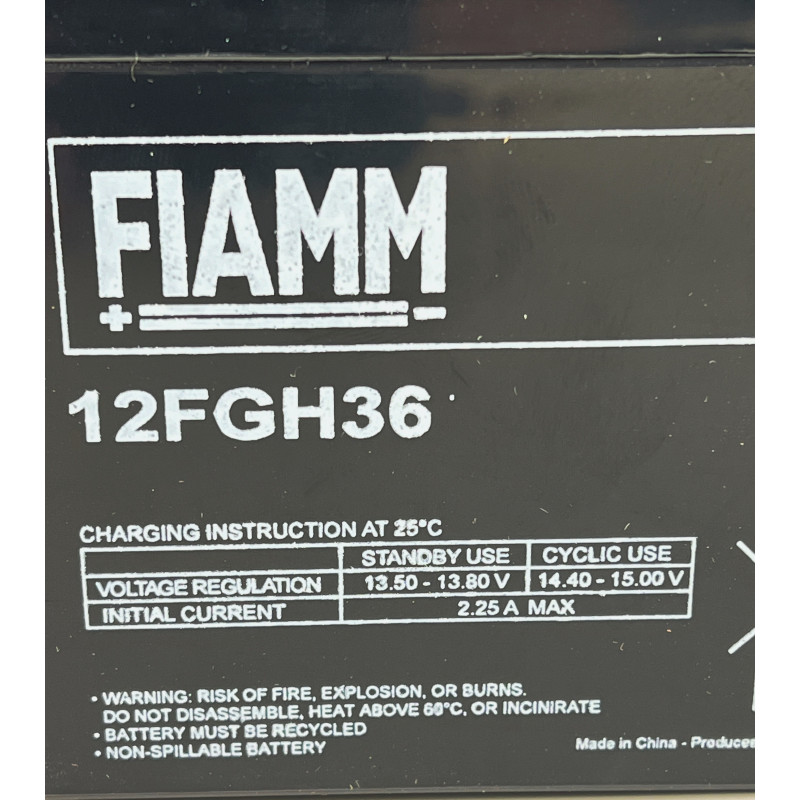 FIAMM
+ -
12FGH36
CHARGING INSTRUCTION AT 25°C
STANDBY USE CYCLIC USE
VOLTAGE REGULATION 13.50 - 13.80 V 14.40 - 15.00 V
INITIAL CURRENT 2.25 A MAX
• WARNING: RISK OF FIRE, EXPLOSION, OR BURNS.
DO NOT DISASSEMBLE, HEAT ABOVE 60°C, OR INCINIRATE
• BATTERY MUST BE RECYCLED
• NON-SPILLABLE BATTERY
Made in China - Produces